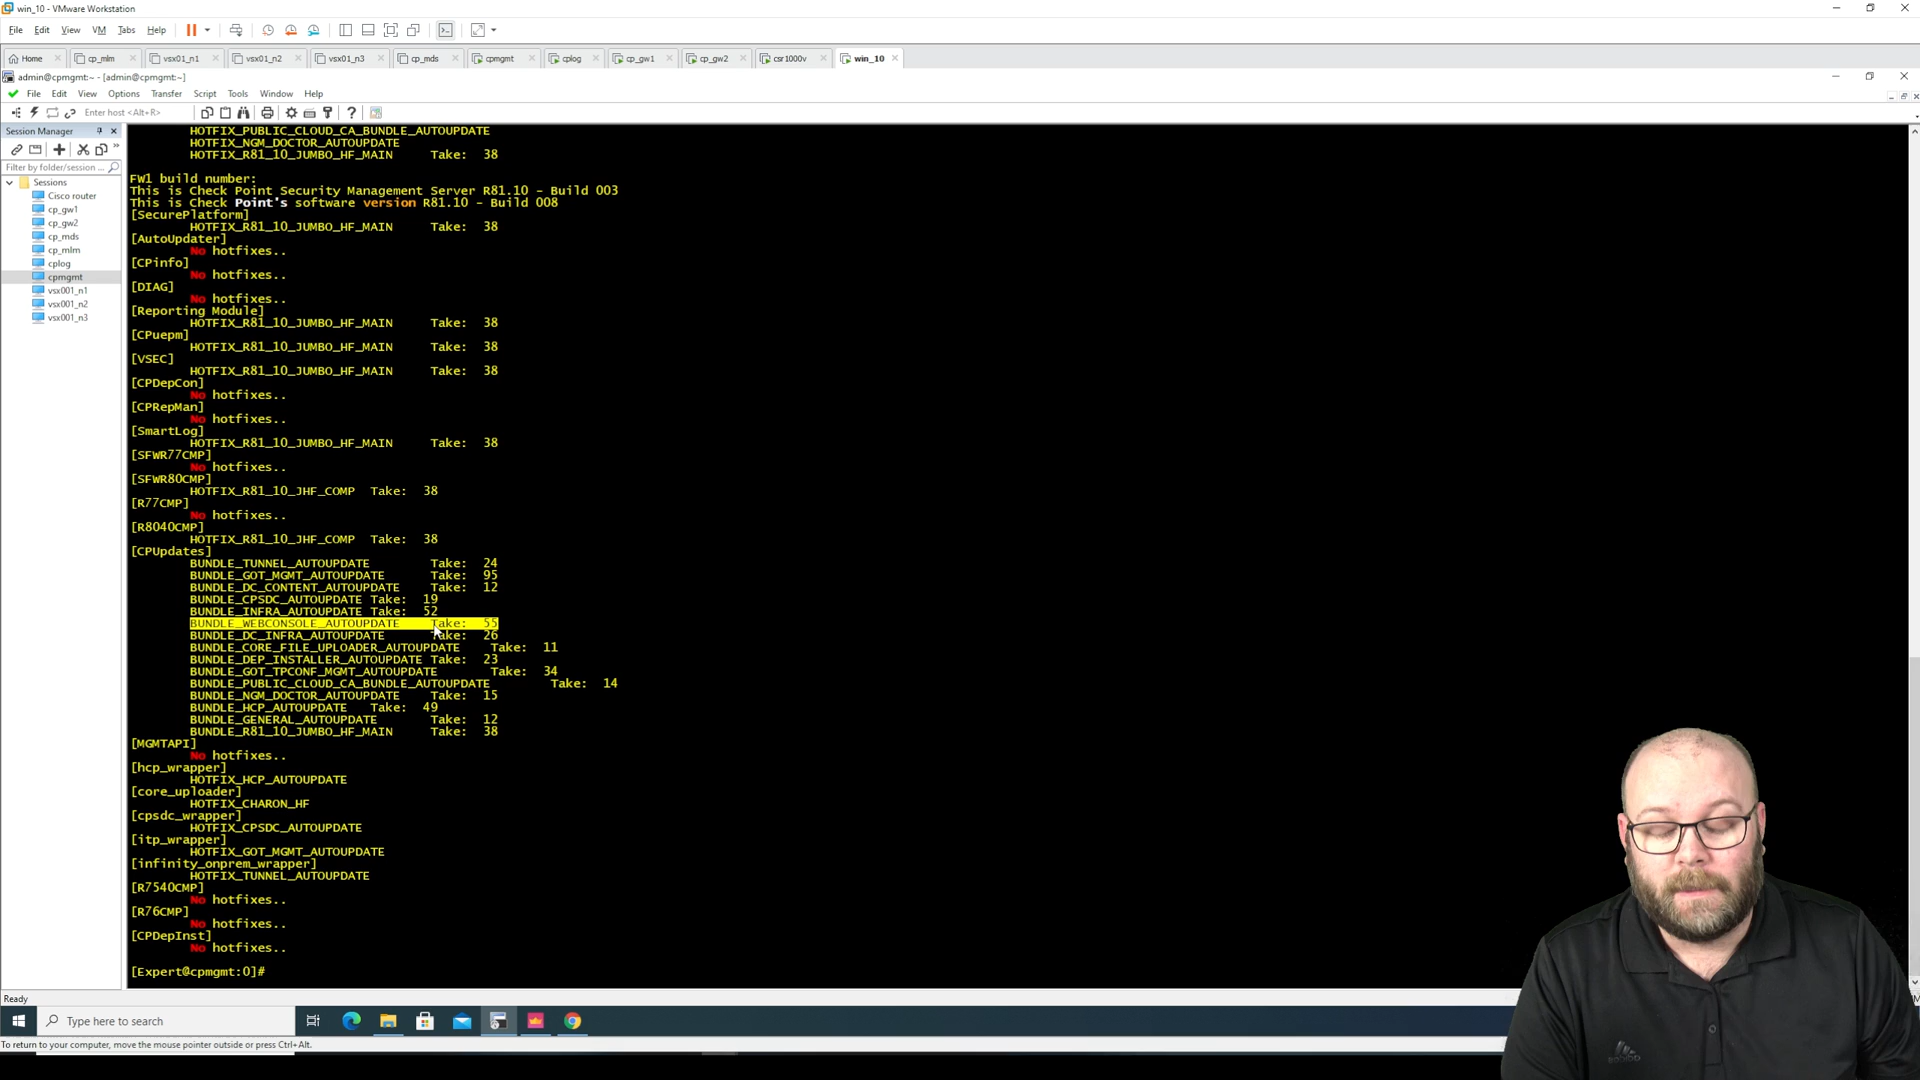 win_10 - VMware Workstation
File Edit View VM Tabs Help
Home cp_mlm vsx01_n1 vsx01_n2 vsx01_n3 cp_mds cpmgmt cplog cp_gw1 cp_gw2 csr1000v win_10
admin@cpmgmt:~ - [admin@cpmgmt:~]
File Edit View Options Transfer Script Tools Window Help
Enter host <Alt+R>
Session Manager
Filter by folder/session ...
Sessions
Cisco router
cp_gw1
cp_gw2
cp_mds
cp_mlm
cplog
cpmgmt
vsx001_n1
vsx001_n2
vsx001_n3
HOTFIX_PUBLIC_CLOUD_CA_BUNDLE_AUTOUPDATE
HOTFIX_NGM_DOCTOR_AUTOUPDATE
HOTFIX_R81_10_JUMBO_HF_MAIN Take: 38
FW1 build number:
This is Check Point Security Management Server R81.10 - Build 003
This is Check Point's software version R81.10 - Build 008
[SecurePlatform]
HOTFIX_R81_10_JUMBO_HF_MAIN Take: 38
[AutoUpdater]
No hotfixes..
[CPinfo]
No hotfixes..
[DIAG]
No hotfixes..
[Reporting Module]
HOTFIX_R81_10_JUMBO_HF_MAIN Take: 38
[CPuepm]
HOTFIX_R81_10_JUMBO_HF_MAIN Take: 38
[VSEC]
HOTFIX_R81_10_JUMBO_HF_MAIN Take: 38
[CPDepCon]
No hotfixes..
[CPRepMan]
No hotfixes..
[SmartLog]
HOTFIX_R81_10_JUMBO_HF_MAIN Take: 38
[SFWR77CMP]
No hotfixes..
[SFWR80CMP]
HOTFIX_R81_10_JHF_COMP Take: 38
[R77CMP]
No hotfixes..
[R8040CMP]
HOTFIX_R81_10_JHF_COMP Take: 38
[CPUpdates]
BUNDLE_TUNNEL_AUTOUPDATE Take: 24
BUNDLE_GOT_MGMT_AUTOUPDATE Take: 95
BUNDLE_DC_CONTENT_AUTOUPDATE Take: 12
BUNDLE_CPSDC_AUTOUPDATE Take: 19
BUNDLE_INFRA_AUTOUPDATE Take: 52
BUNDLE_WEBCONSOLE_AUTOUPDATE Take: 55
BUNDLE_DC_INFRA_AUTOUPDATE Take: 26
BUNDLE_CORE_FILE_UPLOADER_AUTOUPDATE Take: 11
BUNDLE_DEP_INSTALLER_AUTOUPDATE Take: 23
BUNDLE_GOT_TPCONF_MGMT_AUTOUPDATE Take: 34
BUNDLE_PUBLIC_CLOUD_CA_BUNDLE_AUTOUPDATE Take: 14
BUNDLE_NGM_DOCTOR_AUTOUPDATE Take: 15
BUNDLE_HCP_AUTOUPDATE Take: 49
BUNDLE_GENERAL_AUTOUPDATE Take: 12
BUNDLE_R81_10_JUMBO_HF_MAIN Take: 38
[MGMTAPI]
No hotfixes..
[hcp_wrapper]
HOTFIX_HCP_AUTOUPDATE
[core_uploader]
HOTFIX_CHARON_HF
[cpsdc_wrapper]
HOTFIX_CPSDC_AUTOUPDATE
[itp_wrapper]
HOTFIX_GOT_MGMT_AUTOUPDATE
[infinity_onprem_wrapper]
HOTFIX_TUNNEL_AUTOUPDATE
[R7540CMP]
No hotfixes..
[R76CMP]
No hotfixes..
[CPDepInst]
No hotfixes..
[Expert@cpmgmt:0]#
Ready
Type here to search
To return to your computer, move the mouse pointer outside or press Ctrl+Alt.
adidas